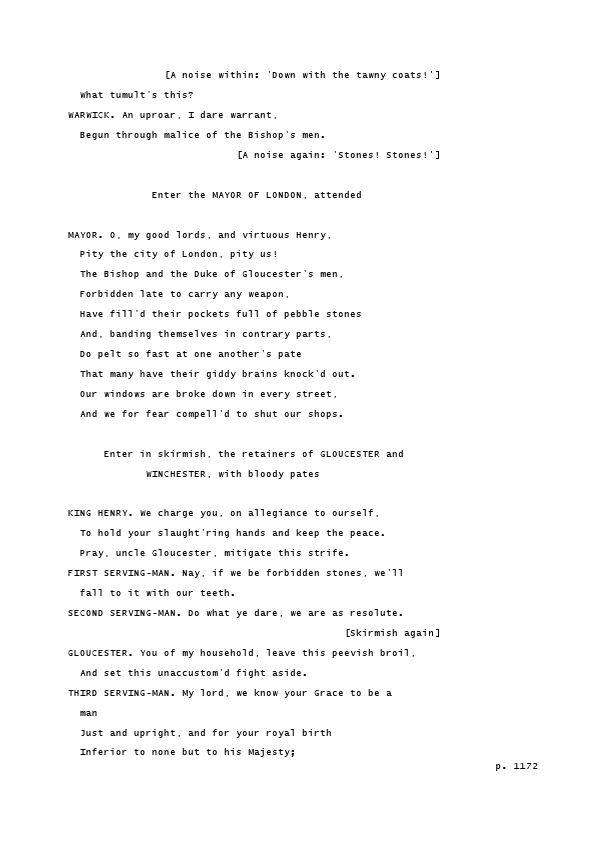 [A noise within: 'Down with the tawny coats!']
What tumult's this?
WARWICK. An uproar, I dare warrant,
Begun through malice of the Bishop's men.
[A noise again: 'Stones! Stones!']
Enter the MAYOR OF LONDON, attended
MAYOR. O, my good lords, and virtuous Henry,
Pity the city of London, pity us!
The Bishop and the Duke of Gloucester's men,
Forbidden late to carry any weapon,
Have fill'd their pockets full of pebble stones
And, banding themselves in contrary parts,
Do pelt so fast at one another's pate
That many have their giddy brains knock'd out.
Our windows are broke down in every street,
And we for fear compell'd to shut our shops.
Enter in skirmish, the retainers of GLOUCESTER and
WINCHESTER, with bloody pates
KING HENRY. We charge you, on allegiance to ourself,
To hold your slaught'ring hands and keep the peace.
Pray, uncle Gloucester, mitigate this strife.
FIRST SERVING-MAN. Nay, if we be forbidden stones, we'll
fall to it with our teeth.
SECOND SERVING-MAN. Do what ye dare, we are as resolute.
[Skirmish again]
GLOUCESTER. You of my household, leave this peevish broil,
And set this unaccustom'd fight aside.
THIRD SERVING-MAN. My lord, we know your Grace to be a
man
Just and upright, and for your royal birth
Inferior to none but to his Majesty;
p. 1172